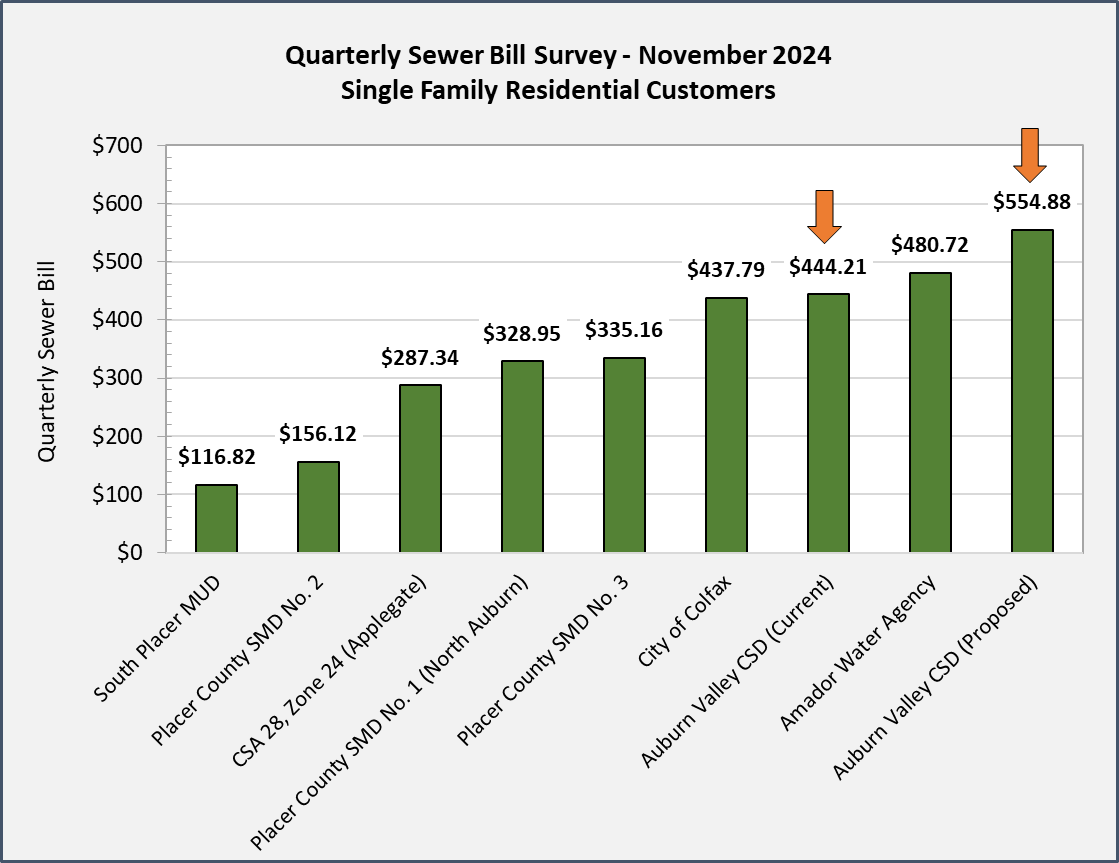 Quarterly Sewer Bill Survey - November 2024
Single Family Residential Customers
Quarterly Sewer Bill
$700
$600
$500
$400
$300
$200
$100
$0
$116.82
$156.12
$287.34
$328.95
$335.16
$437.79
$444.21
$480.72
$554.88
South Placer MUD
Placer County SMD No. 2
CSA 28, Zone 24 (Applegate)
Placer County SMD No. 1 (North Auburn)
Placer County SMD No. 3
City of Colfax
Auburn Valley CSD (Current)
Amador Water Agency
Auburn Valley CSD (Proposed)